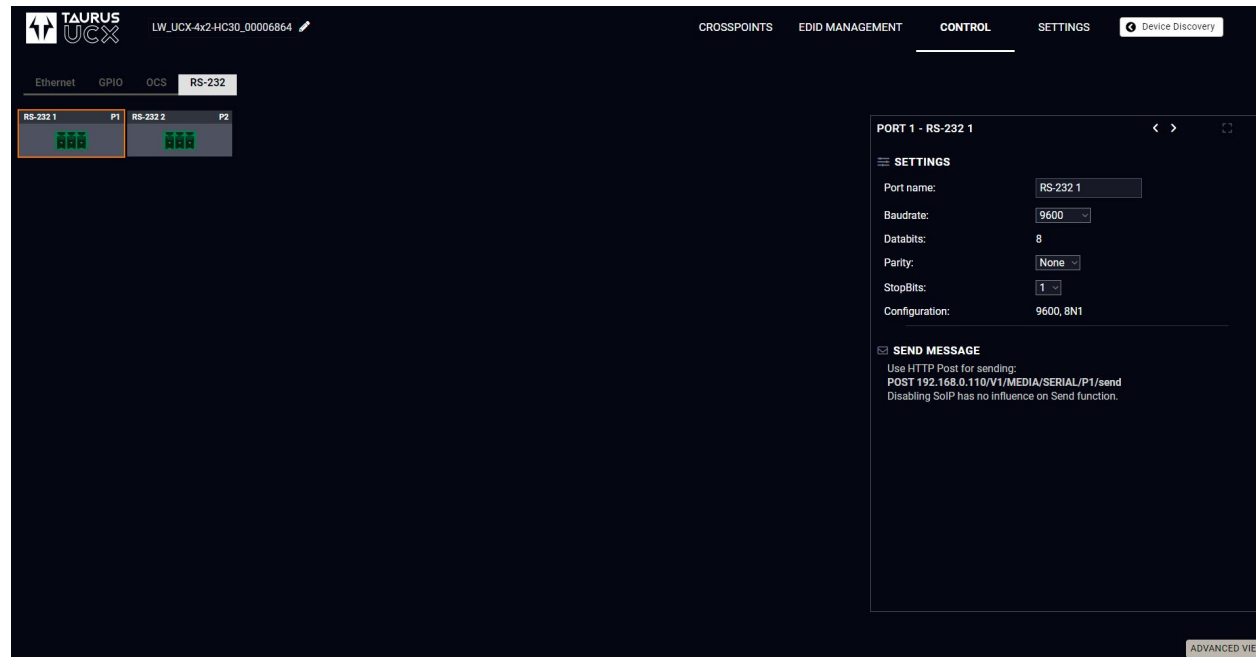 TAURUS
UCX
LW_UCX-4x2-HC30_00006864
CROSSPOINTS
EDID MANAGEMENT
CONTROL
SETTINGS
Device Discovery
Ethernet
GPIO
OCS
RS-232
RS-232 1 P1
RS-232 2 P2
PORT 1 - RS-232 1
SETTINGS
Port name: RS-232 1
Baudrate: 9600
Databits: 8
Parity: None
StopBits: 1
Configuration: 9600, 8N1
SEND MESSAGE
Use HTTP Post for sending:
POST 192.168.0.110/V1/MEDIA/SERIAL/P1/send
Disabling SoIP has no influence on Send function.
ADVANCED VIE